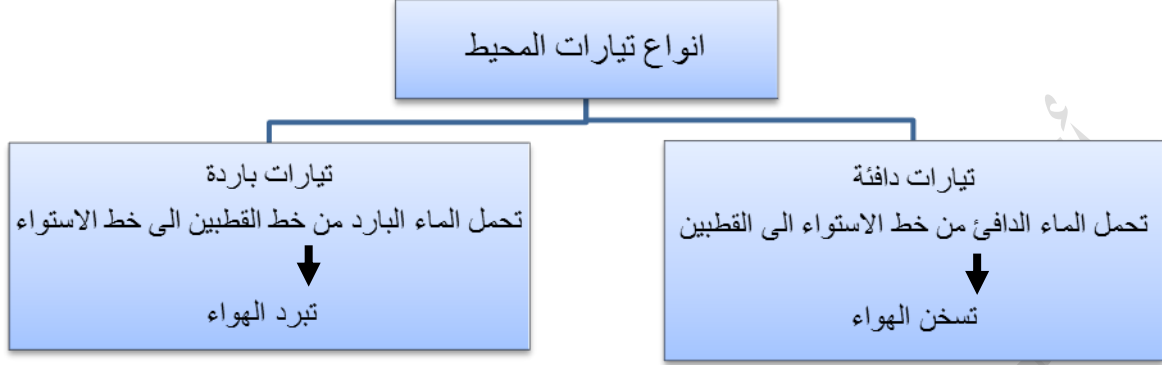 انواع تيارات المحيط
تيارات دافئة
تحمل الماء الدافئ من خط الاستواء الى القطبين
تسخن الهواء
تيارات باردة
تحمل الماء البارد من خط القطبين الى خط الاستواء
تبرد الهواء